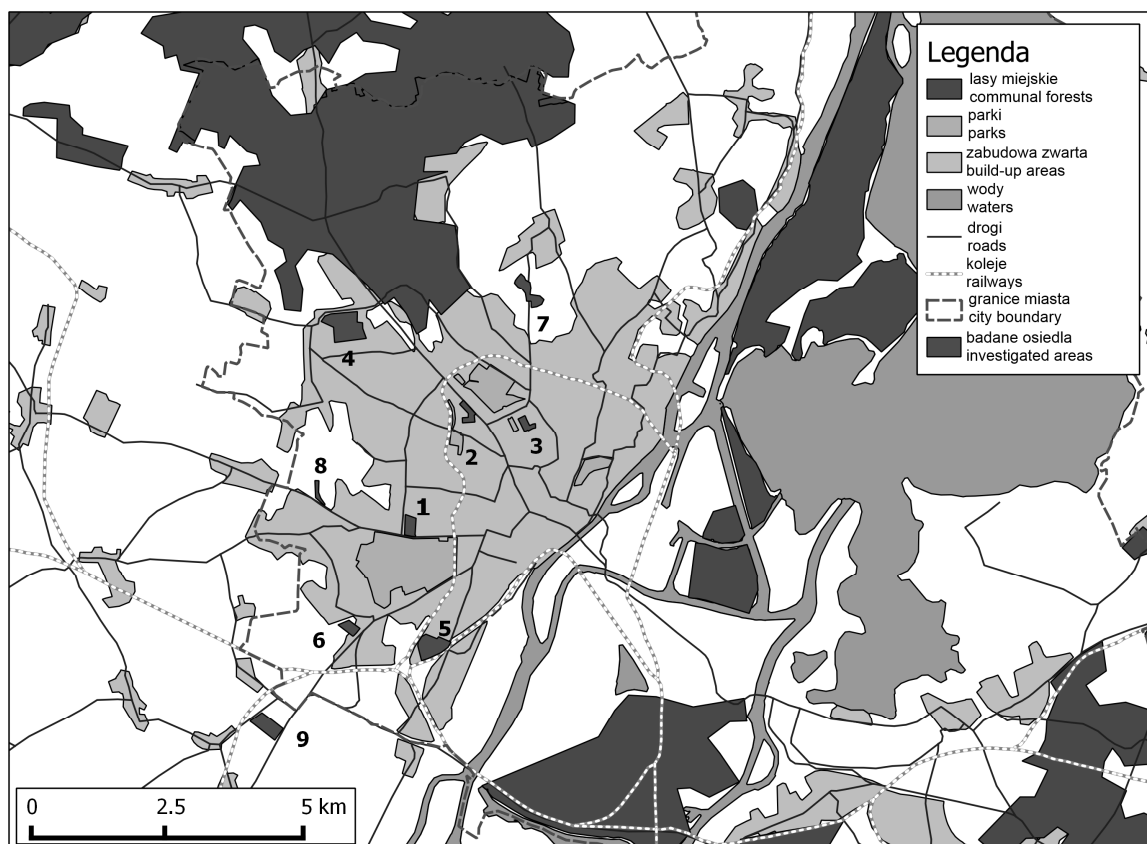 Legenda
lasy miejskie
communal forests
parki
parks
zabudowa zwarta
build-up areas
wody
waters
drogi
roads
koleje
railways
granice miasta
city boundary
badane osiedla
investigated areas
7
4
3
2
8
1
5
6
9
0 2.5 5 km